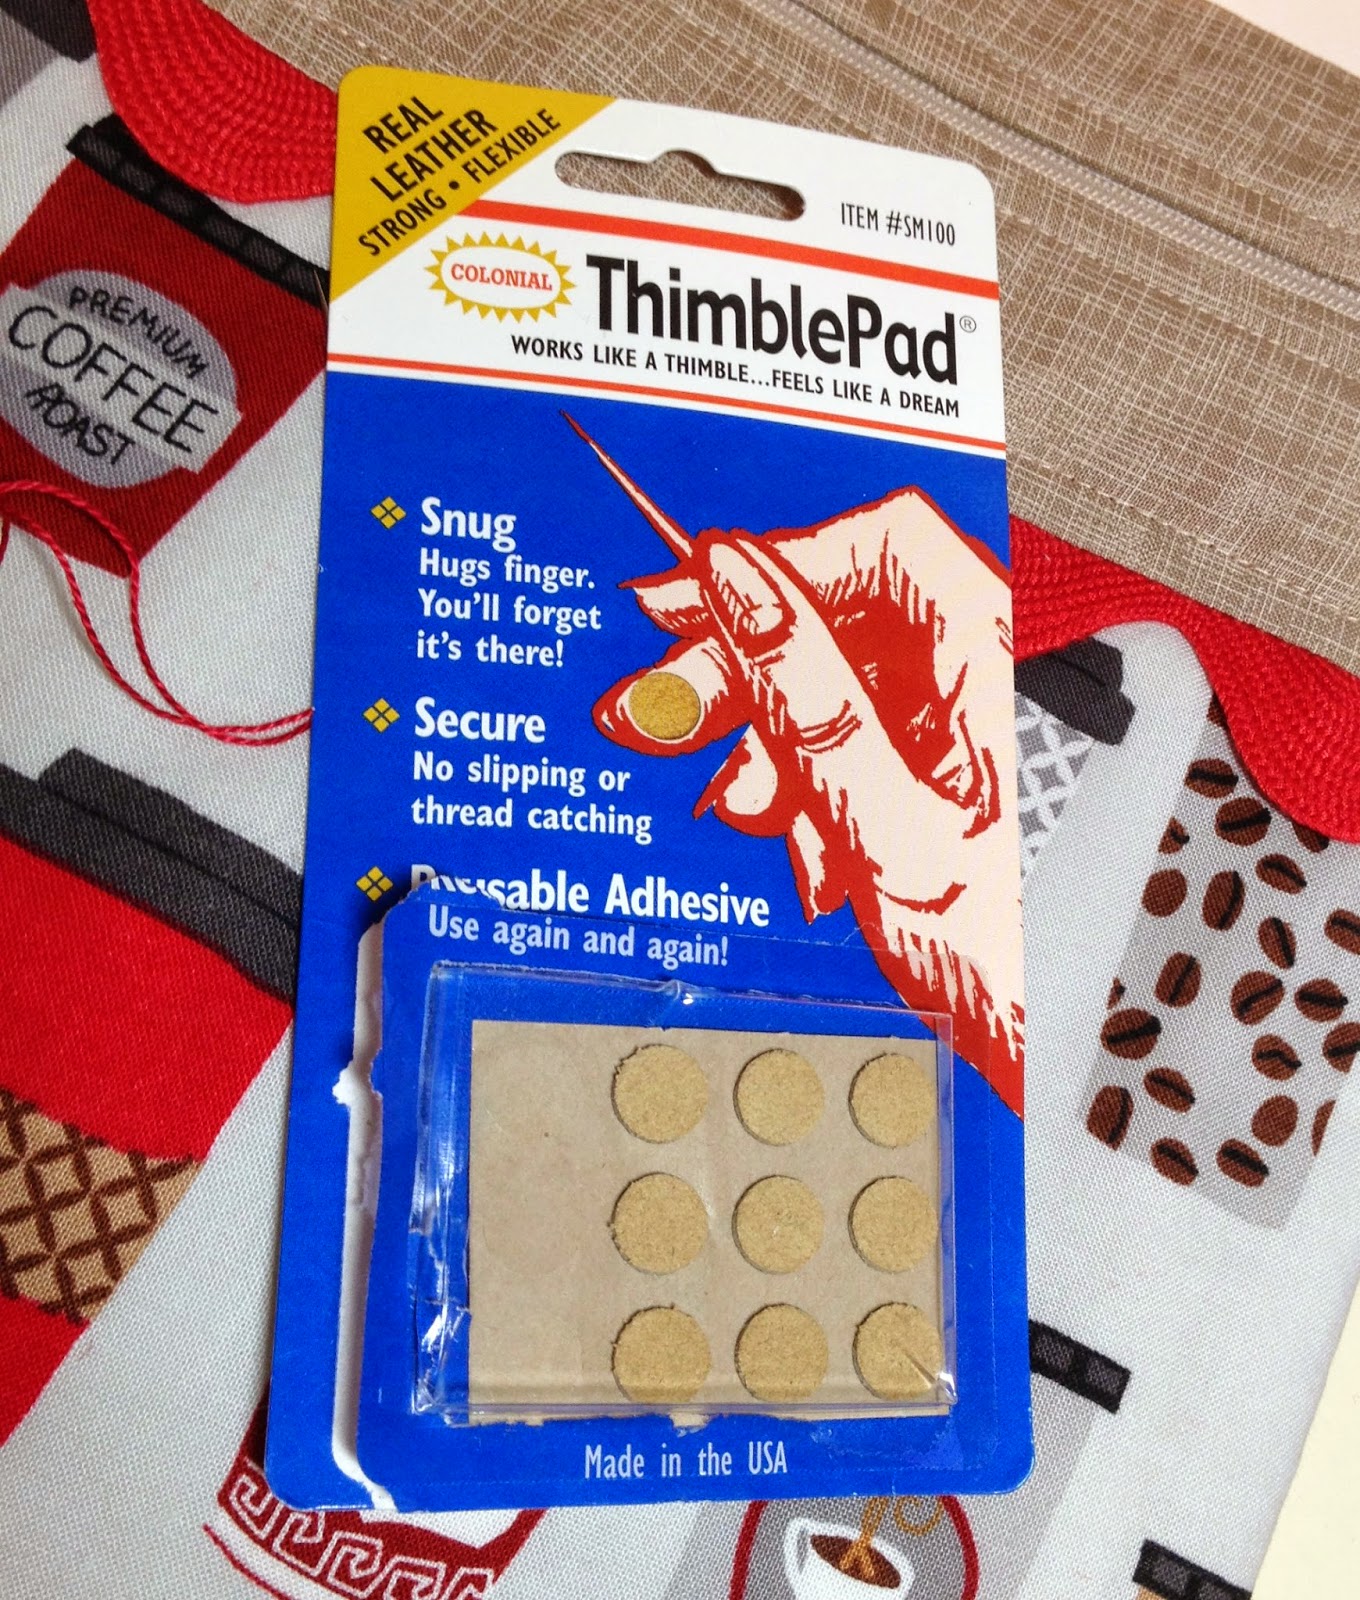 REAL
LEATHER
STRONG • FLEXIBLE
ITEM #SM100
COLONIAL
ThimblePad®
WORKS LIKE A THIMBLE...FEELS LIKE A DREAM
Snug
Hugs finger.
You'll forget
it's there!
Secure
No slipping or
thread catching
Adhesive
Use again and again!
Made in the USA
PREMIUM
COFFEE
ROAST